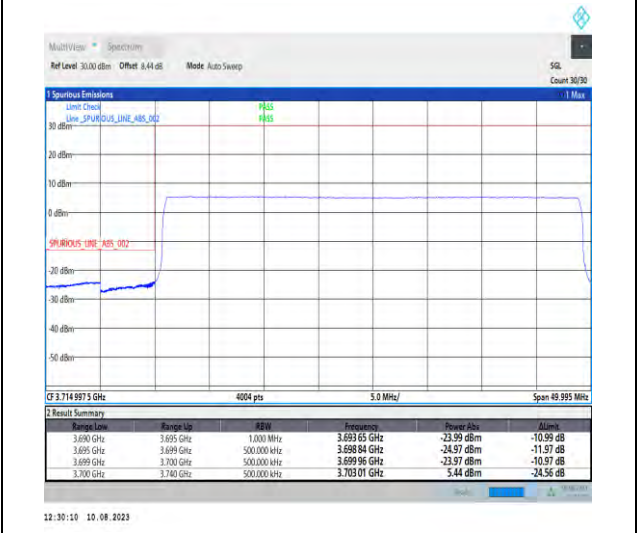 MultiView Spectrum
Ref Level 30.00 dBm Offset 8.44 dB Mode Auto Sweep SGL
Count 30/30
1 Spurious Emissions 1 Max
Limit Check PASS
Line _SPURIOUS_LINE_ABS_002 PASS
30 dBm
20 dBm
10 dBm
0 dBm
SPURIOUS_LINE_ABS_002
-20 dBm
-30 dBm
-40 dBm
-50 dBm
CF 3.714 997 5 GHz 4004 pts 5.0 MHz/ Span 49.995 MHz
2 Result Summary
Range Low Range Up RBW Frequency Power Abs ΔLimit
3.690 GHz 3.695 GHz 1.000 MHz 3.693 65 GHz -23.99 dBm -10.99 dB
3.695 GHz 3.699 GHz 500.000 kHz 3.698 84 GHz -24.97 dBm -11.97 dB
3.699 GHz 3.700 GHz 500.000 kHz 3.699 96 GHz -23.97 dBm -10.97 dB
3.700 GHz 3.740 GHz 500.000 kHz 3.703 01 GHz 5.44 dBm -24.56 dB
12:30:10 10.08.2023